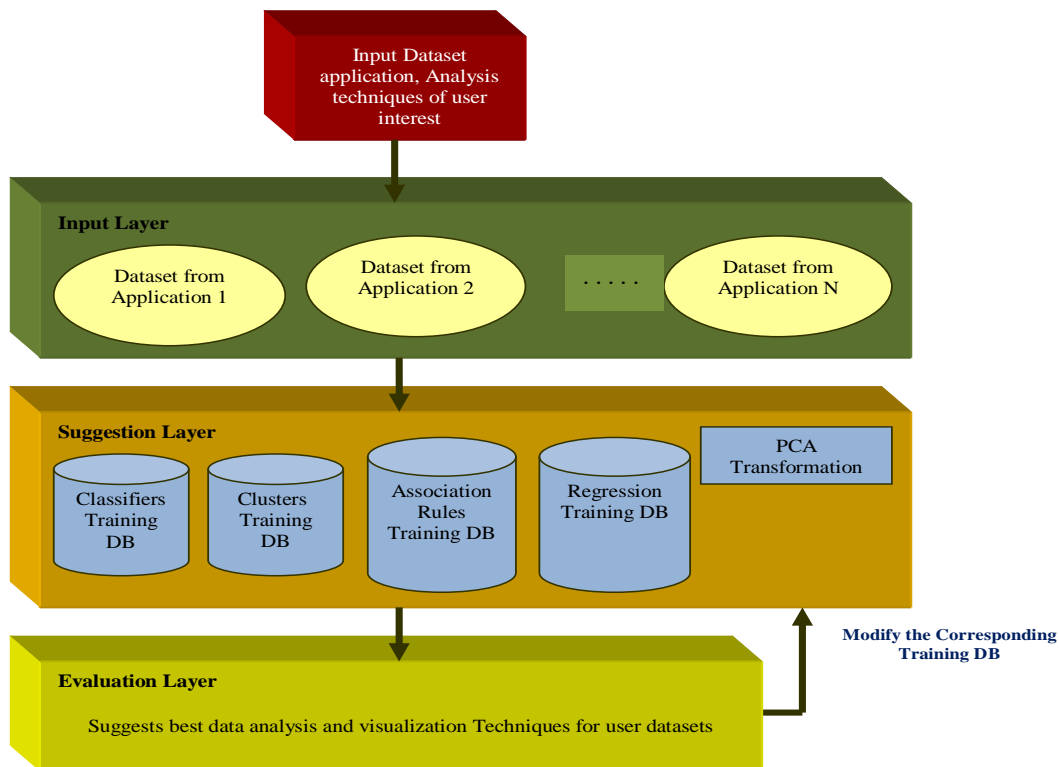 Input Dataset
application, Analysis
techniques of user
interest
Input Layer
Dataset from
Application 1
Dataset from
Application 2
. . . . .
Dataset from
Application N
Suggestion Layer
Classifiers
Training
DB
Clusters
Training
DB
Association
Rules
Training DB
Regression
Training DB
PCA
Transformation
Modify the Corresponding
Training DB
Evaluation Layer
Suggests best data analysis and visualization Techniques for user datasets